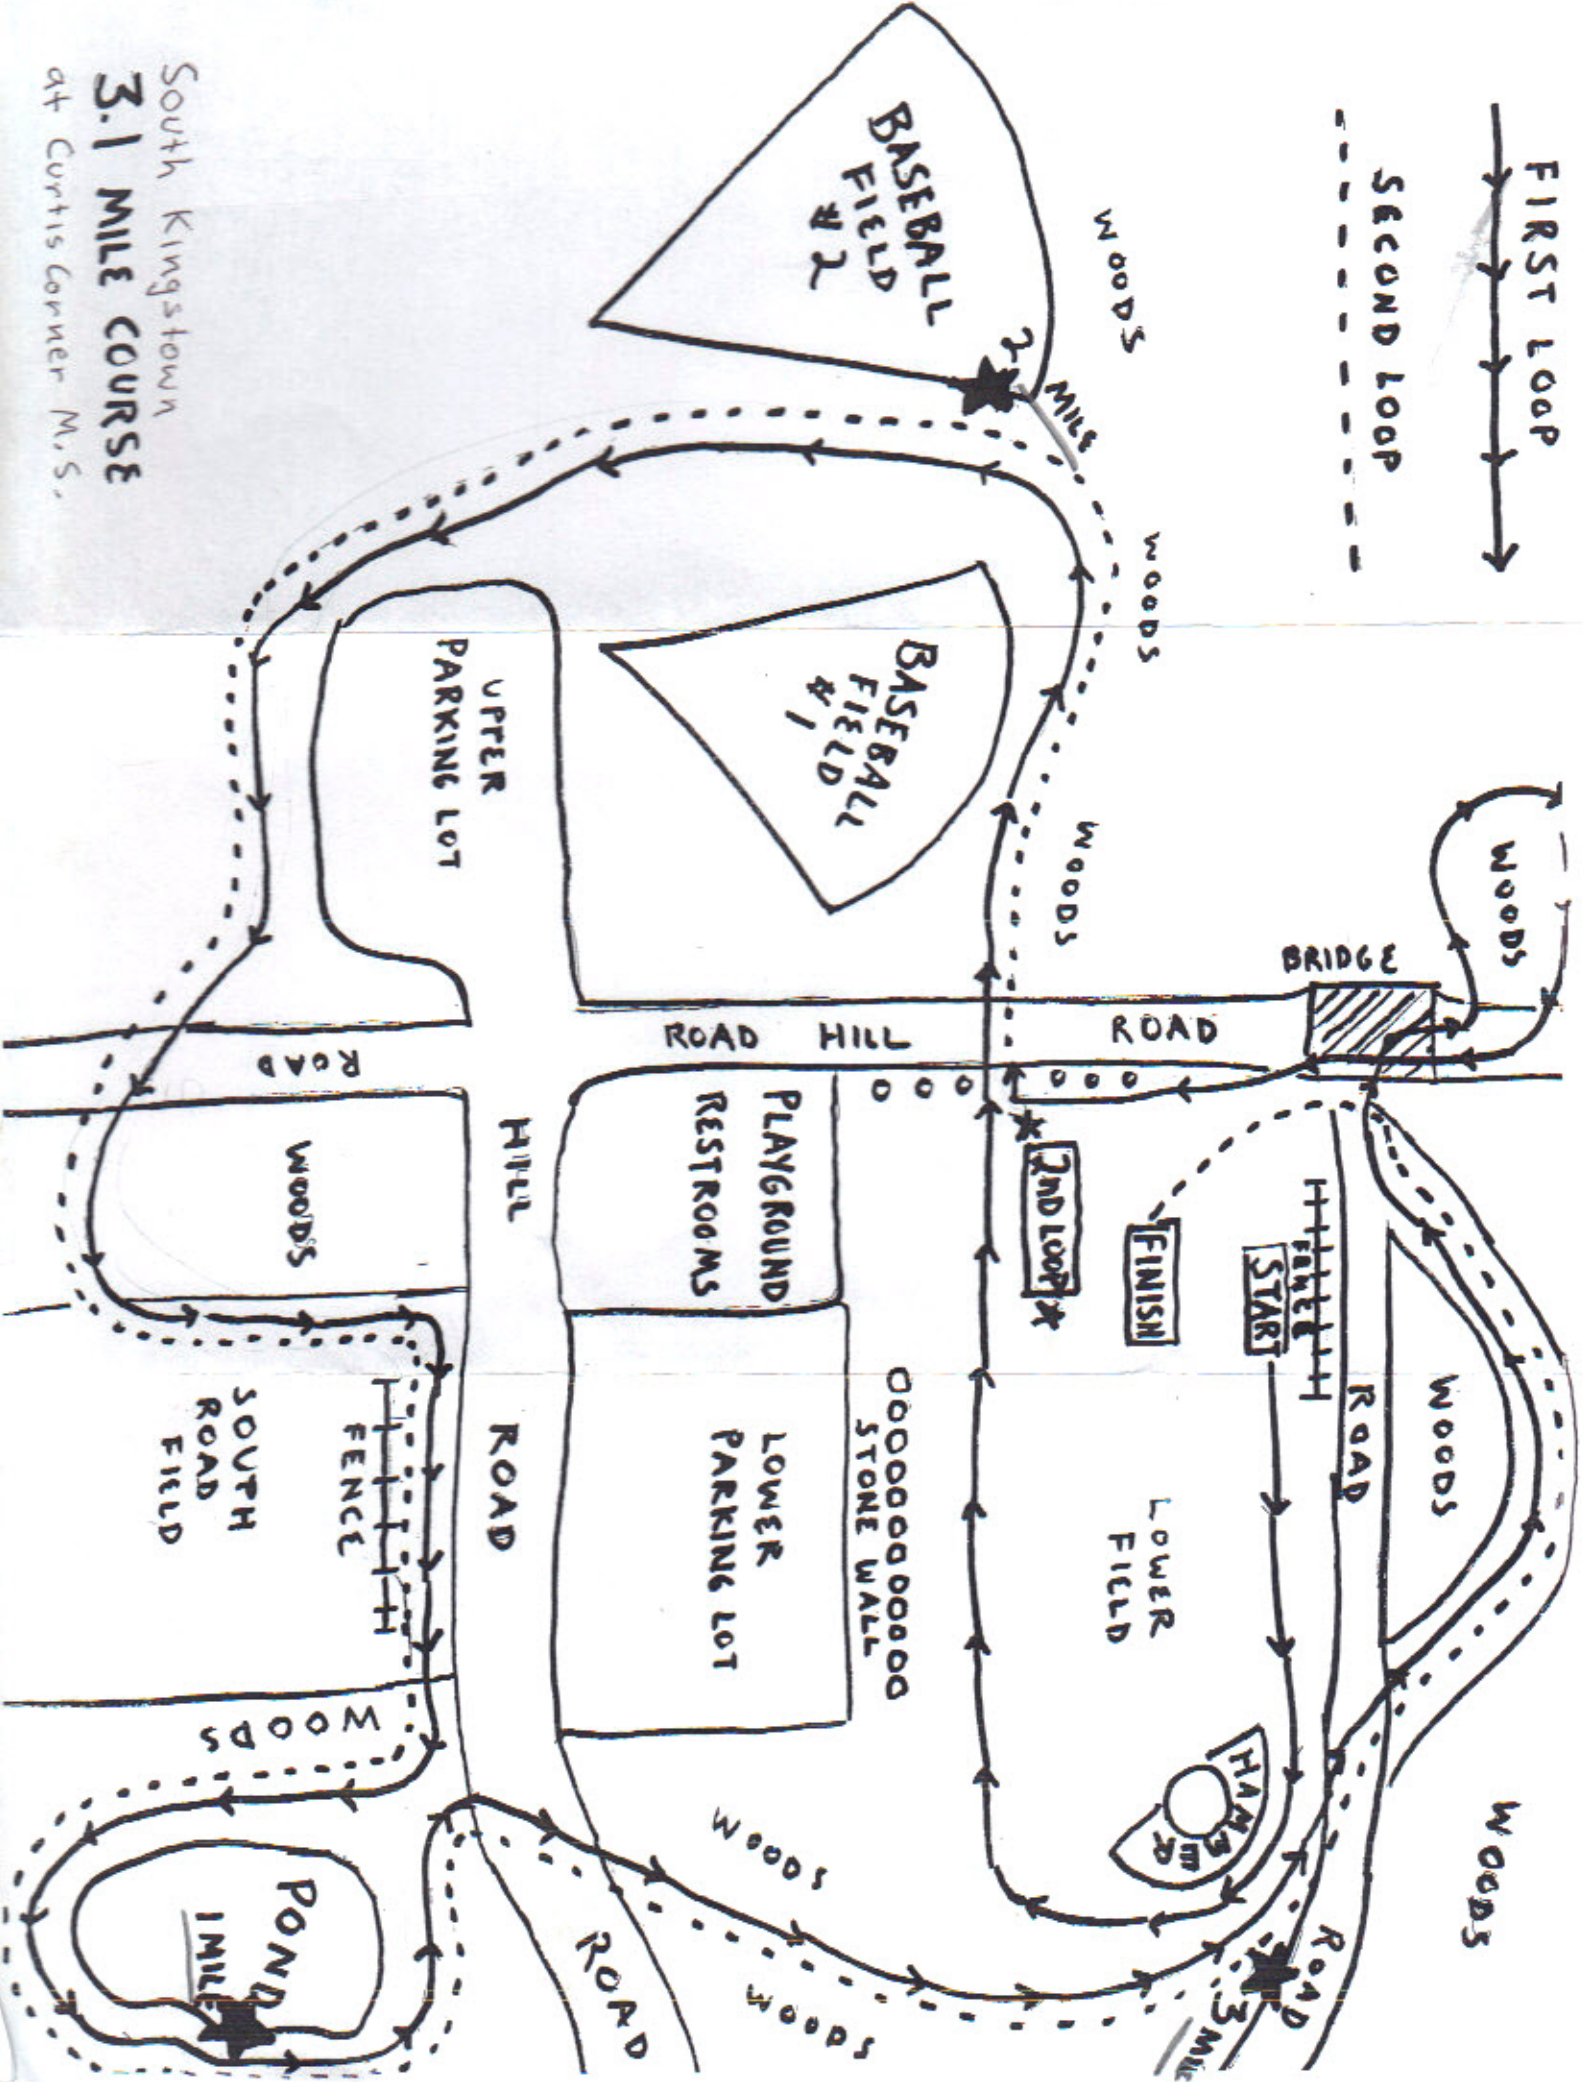 FIRST LOOP
SECOND LOOP
WOODS
BASEBALL
FIELD
#2
2
MILE
WOODS
WOODS
BASEBALL
FIELD
#1
UPPER
PARKING LOT
South Kingstown
3.1 MILE COURSE
at Curtis Corner M.S.
WOODS
BRIDGE
ROAD HILL ROAD
ROAD
2ND LOOP
FINISH
START
FENCE
PLAYGROUND
RESTROOMS
HILL
WOODS
ROAD
WOODS
LOWER
FIELD
STONE WALL
LOWER
PARKING LOT
ROAD
FENCE
SOUTH
ROAD
FIELD
HAMMER
WOODS
WOODS
WOODS
WOODS
ROAD
3 MILE
ROAD
POND
1 MILE